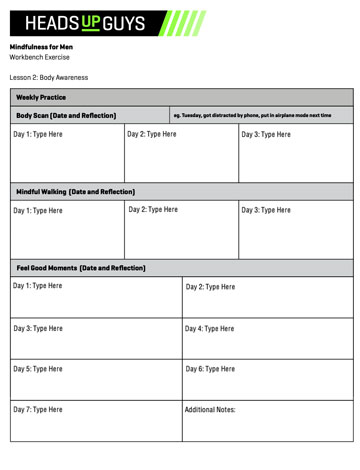 HEADSUPGUYS
Mindfulness for Men
Workbench Exercise
Lesson 2: Body Awareness
Weekly Practice
Body Scan (Date and Reflection) eg. Tuesday, got distracted by phone, put in airplane mode next time
Day 1: Type Here Day 2: Type Here Day 3: Type Here
Mindful Walking (Date and Reflection)
Day 1: Type Here Day 2: Type Here Day 3: Type Here
Feel Good Moments (Date and Reflection)
Day 1: Type Here Day 2: Type Here
Day 3: Type Here Day 4: Type Here
Day 5: Type Here Day 6: Type Here
Day 7: Type Here Additional Notes: